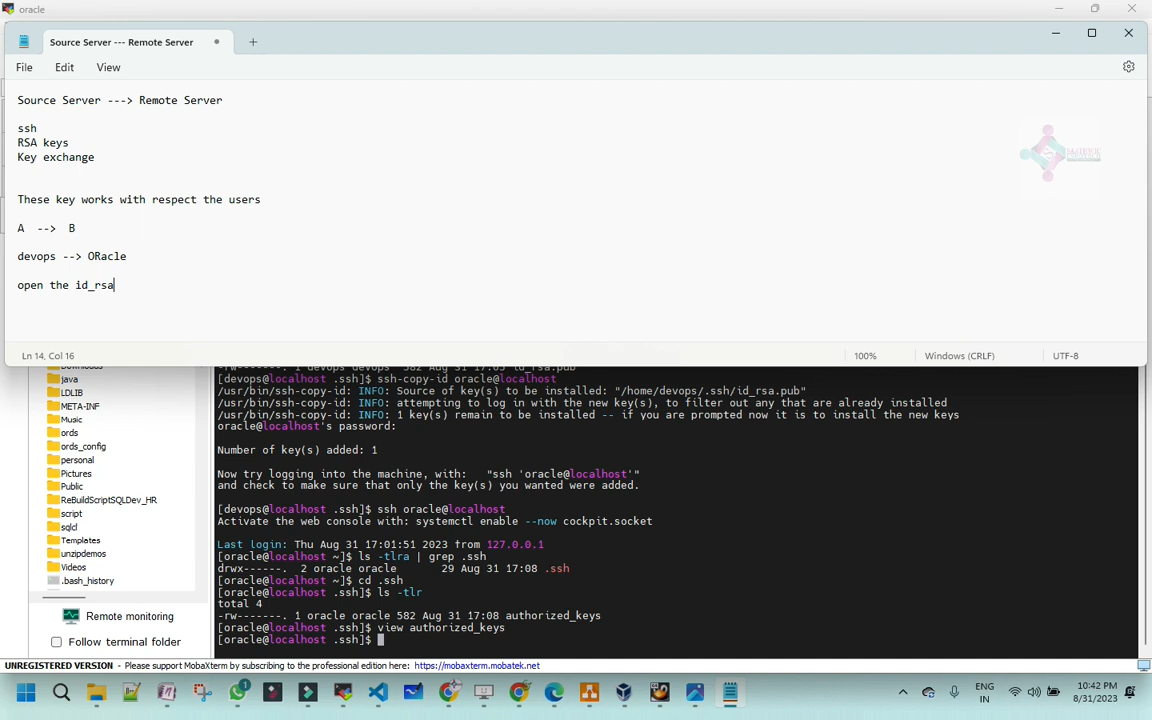 oracle
Source Server --- Remote Server
File Edit View
Source Server ---> Remote Server
ssh
RSA keys
Key exchange
These key works with respect the users
A --> B
devops --> ORacle
open the id_rsa
Ln 14, Col 16 100% Windows (CRLF) UTF-8
Downloads
java
LDLIB
META-INF
Music
ords
ords_config
personal
Pictures
Public
ReBuildScriptSQLDev_HR
script
sqlcl
Templates
unzipdemos
Videos
.bash_history
Remote monitoring
Follow terminal folder
-rw-------. 1 devops devops 582 Aug 31 17:05 id_rsa.pub
[devops@localhost .ssh]$ ssh-copy-id oracle@localhost
/usr/bin/ssh-copy-id: INFO: Source of key(s) to be installed: "/home/devops/.ssh/id_rsa.pub"
/usr/bin/ssh-copy-id: INFO: attempting to log in with the new key(s), to filter out any that are already installed
/usr/bin/ssh-copy-id: INFO: 1 key(s) remain to be installed -- if you are prompted now it is to install the new keys
oracle@localhost's password:
Number of key(s) added: 1
Now try logging into the machine, with: "ssh 'oracle@localhost'"
and check to make sure that only the key(s) you wanted were added.
[devops@localhost .ssh]$ ssh oracle@localhost
Activate the web console with: systemctl enable --now cockpit.socket
Last login: Thu Aug 31 17:01:51 2023 from 127.0.0.1
[oracle@localhost ~]$ ls -tlra | grep .ssh
drwx------. 2 oracle oracle 29 Aug 31 17:08 .ssh
[oracle@localhost ~]$ cd .ssh
[oracle@localhost .ssh]$ ls -tlr
total 4
-rw-------. 1 oracle oracle 582 Aug 31 17:08 authorized_keys
[oracle@localhost .ssh]$ view authorized_keys
[oracle@localhost .ssh]$
UNREGISTERED VERSION - Please support MobaXterm by subscribing to the professional edition here: https://mobaxterm.mobatek.net
ENG
IN
10:42 PM
8/31/2023